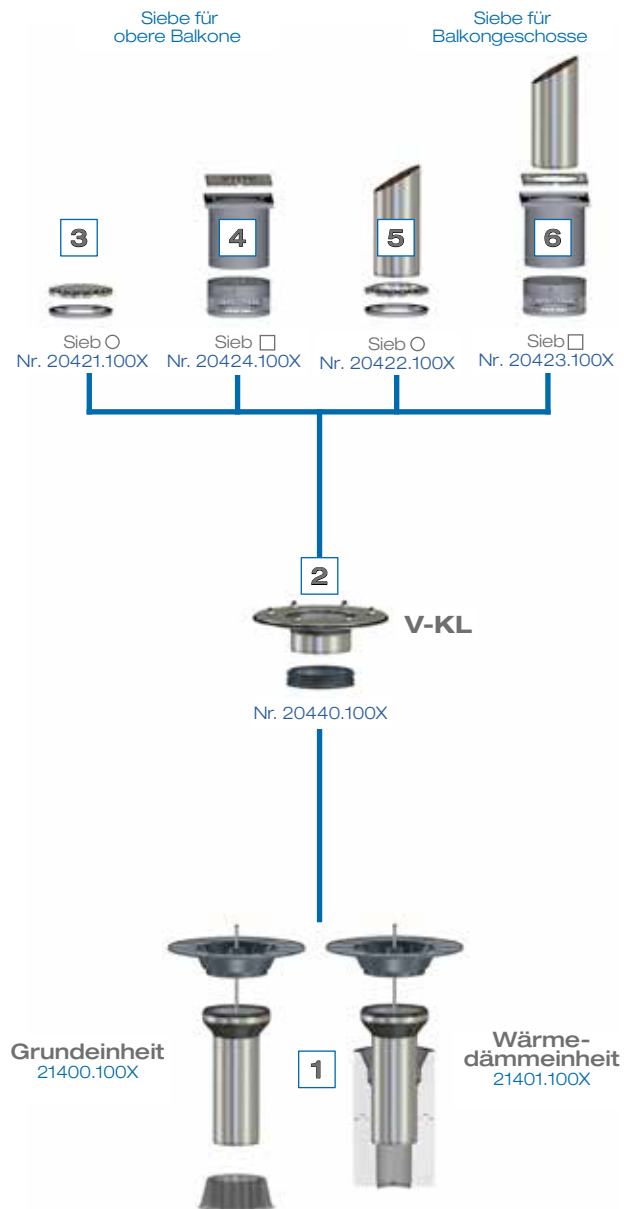 Siebe für
obere Balkone
Siebe für
Balkongeschosse
3
4
5
6
Sieb
Nr. 20421.100X
Sieb
Nr. 20424.100X
Sieb
Nr. 20422.100X
Sieb
Nr. 20423.100X
2
V-KL
Nr. 20440.100X
Grundeinheit
21400.100X
1
Wärme-
dämmeinheit
21401.100X